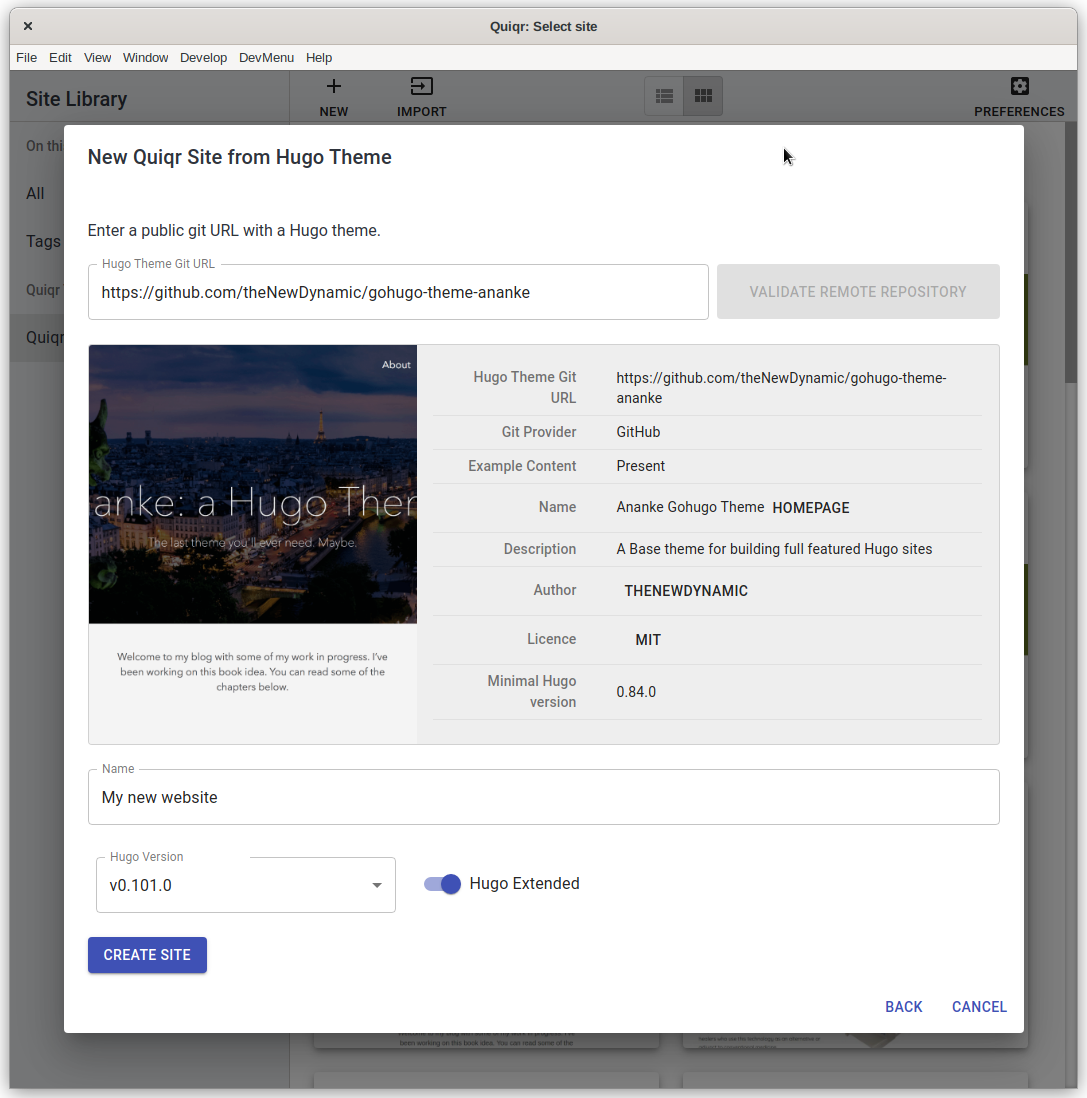 Quiqr: Select site
File Edit View Window Develop DevMenu Help
Site Library
NEW
IMPORT
PREFERENCES
On thi
All
Tags
Quiqr
Quiqr
New Quiqr Site from Hugo Theme
Enter a public git URL with a Hugo theme.
Hugo Theme Git URL
https://github.com/theNewDynamic/gohugo-theme-ananke
VALIDATE REMOTE REPOSITORY
About
anke: a Hugo Ther
The last theme you'll ever need. Maybe.
Welcome to my blog with some of my work in progress. I've
been working on this book idea. You can read some of the
chapters below.
Hugo Theme Git
URL
https://github.com/theNewDynamic/gohugo-theme-
ananke
Git Provider GitHub
Example Content Present
Name Ananke Gohugo Theme HOMEPAGE
Description A Base theme for building full featured Hugo sites
Author THENEWDYNAMIC
Licence MIT
Minimal Hugo
version
0.84.0
Name
My new website
Hugo Version
v0.101.0
Hugo Extended
CREATE SITE
BACK CANCEL
been working on this book idea. You can read some of the